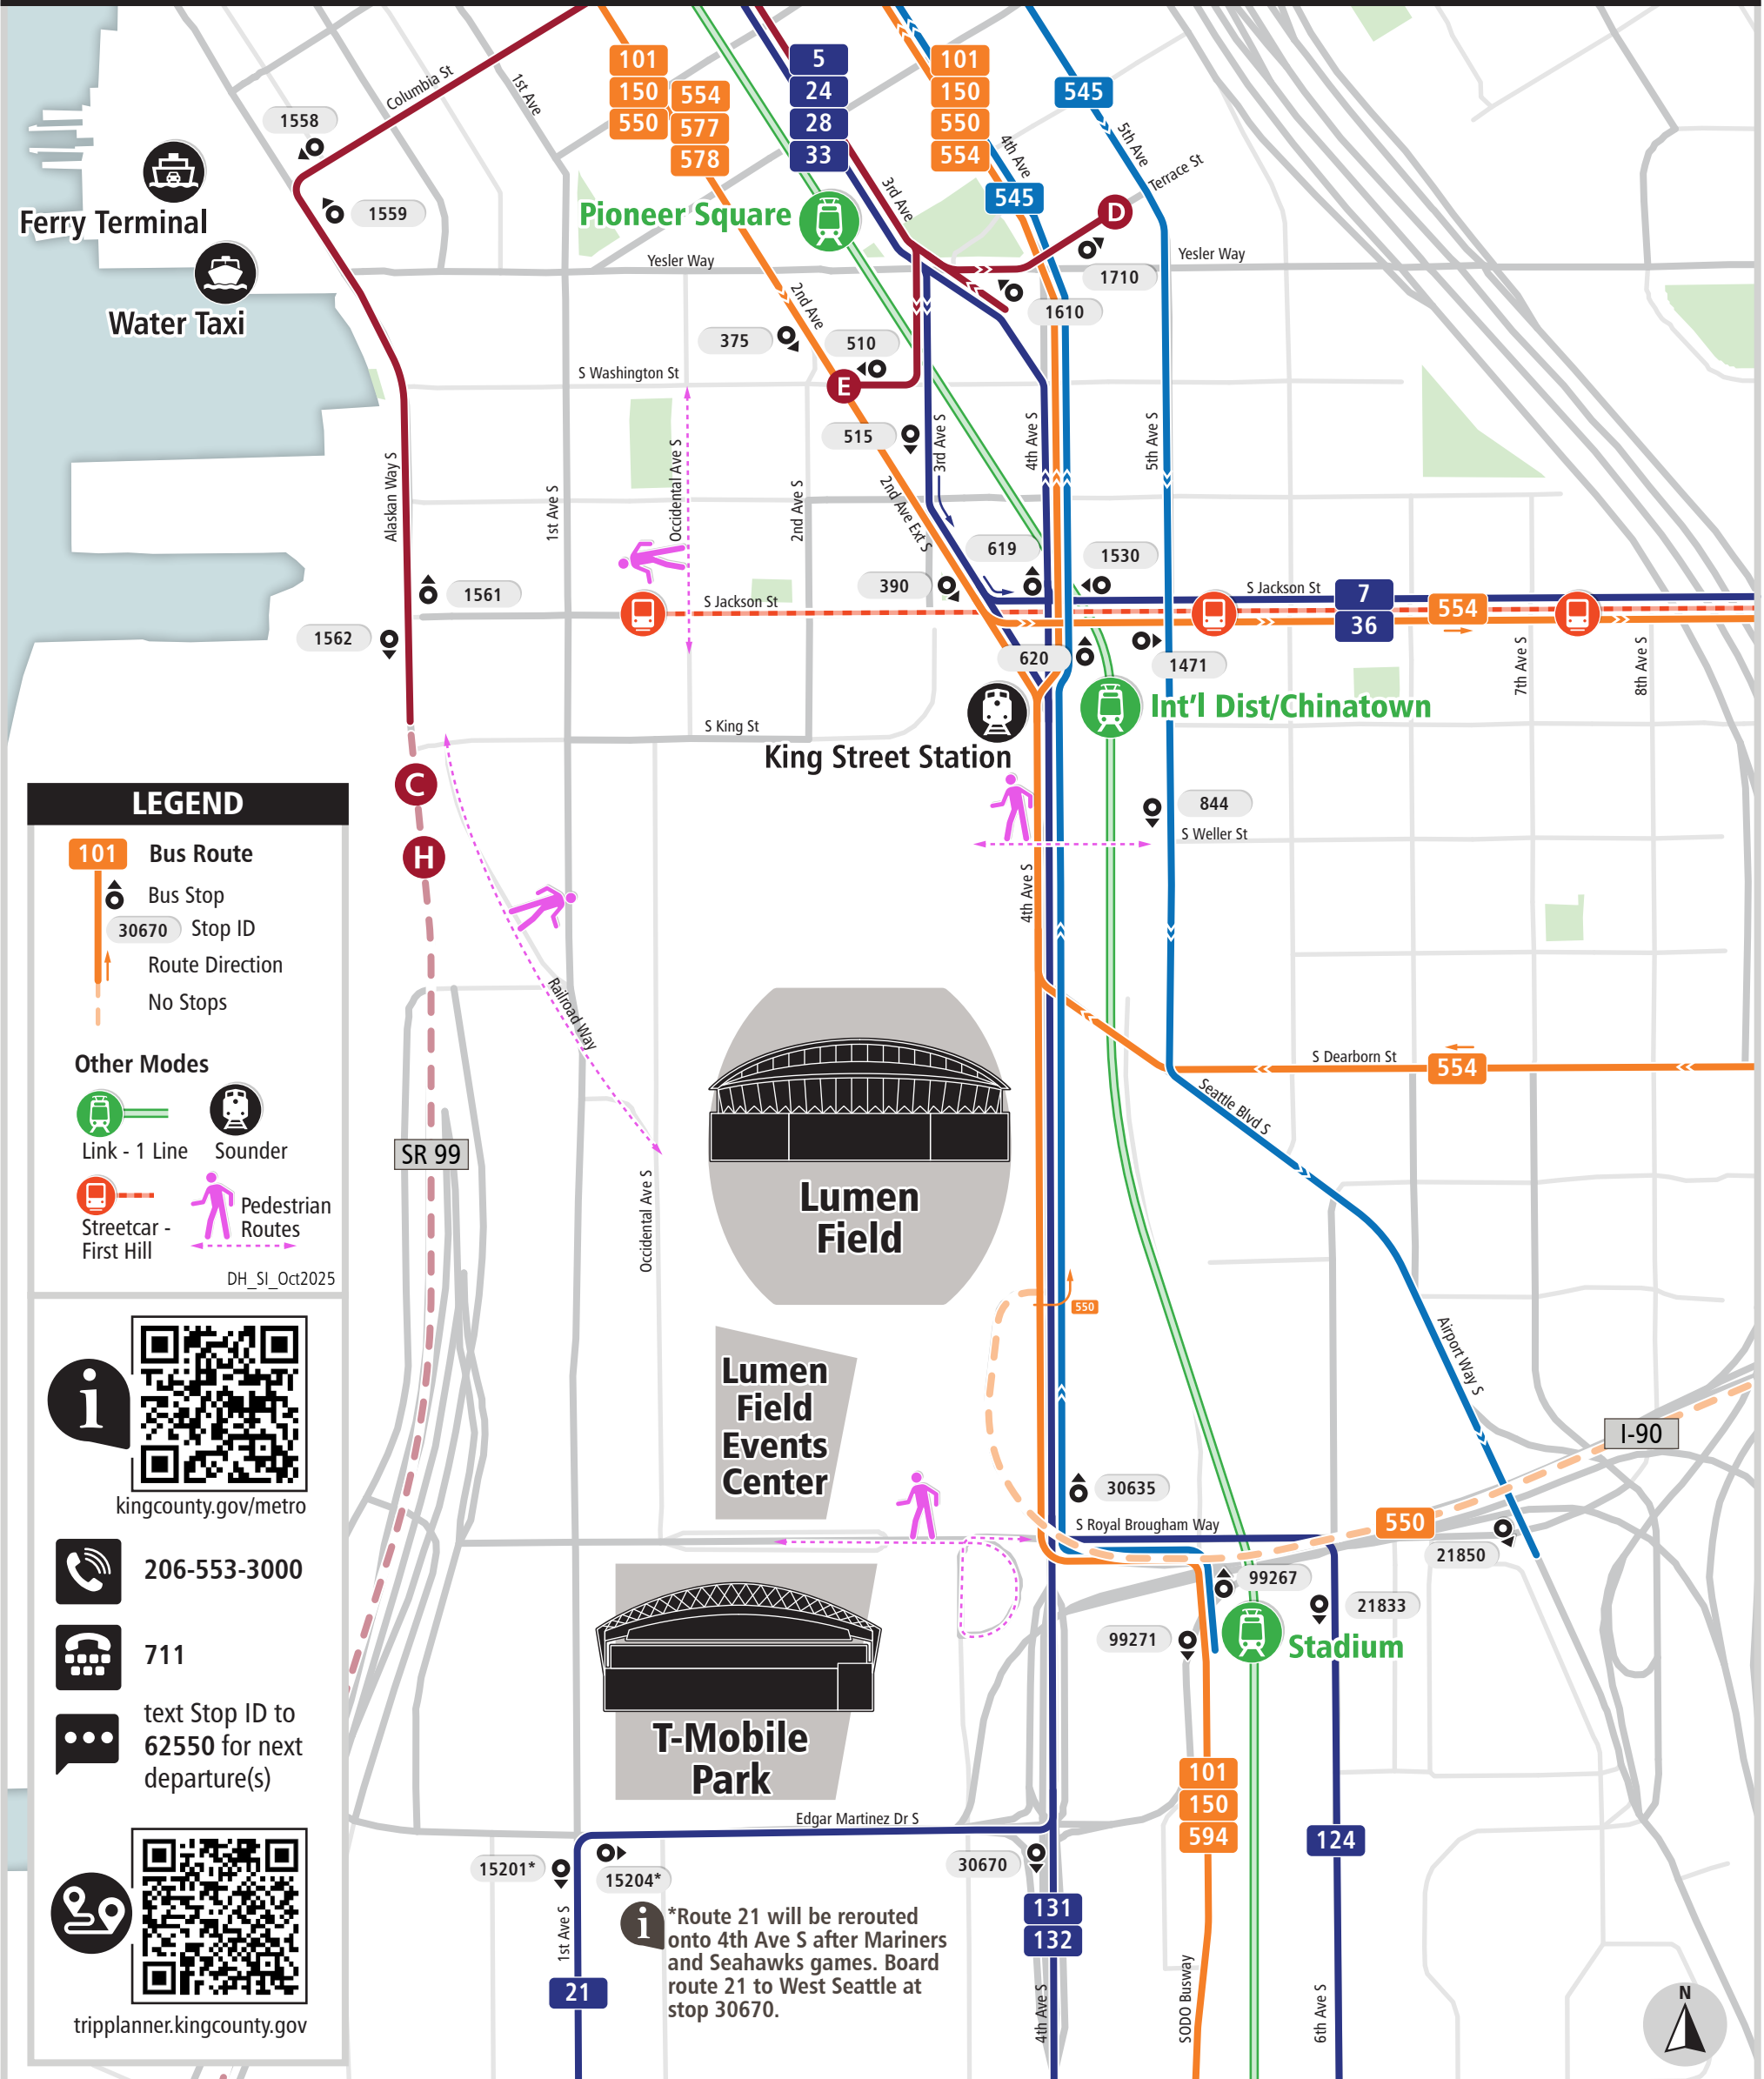 101
150
550
554
577
578
5
24
28
33
101
150
550
554
545
545
Columbia St
1st Ave
1558
1559
Ferry Terminal
Water Taxi
Pioneer Square
3rd Ave
4th Ave
5th Ave
Terrace St
D
1710
1610
Yesler Way
Yesler Way
2nd Ave
375
510
S Washington St
E
515
Alaskan Way S
1st Ave S
Occidental Ave S
2nd Ave S
2nd Ave Ext S
3rd Ave S
4th Ave S
5th Ave S
619
1530
390
1561
1562
S Jackson St
S Jackson St
7
36
554
620
1471
7th Ave S
8th Ave S
Int'l Dist/Chinatown
S King St
King Street Station
C
H
844
S Weller St
4th Ave S
Railroad Way
S Dearborn St
554
Seattle Blvd S
SR 99
Occidental Ave S
Lumen
Field
550
Airport Way S
Lumen
Field
Events
Center
I-90
30635
S Royal Brougham Way
550
21850
99267
21833
99271
Stadium
T-Mobile
Park
101
150
594
124
Edgar Martinez Dr S
15201*
15204*
30670
131
132
1st Ave S
21
*Route 21 will be rerouted
onto 4th Ave S after Mariners
and Seahawks games. Board
route 21 to West Seattle at
stop 30670.
4th Ave S
SODO Busway
6th Ave S
N
LEGEND
101 Bus Route
Bus Stop
30670 Stop ID
Route Direction
No Stops
Other Modes
Link - 1 Line
Sounder
Streetcar -
First Hill
Pedestrian
Routes
DH_SI_Oct2025
kingcounty.gov/metro
206-553-3000
711
text Stop ID to
62550 for next
departure(s)
tripplanner.kingcounty.gov